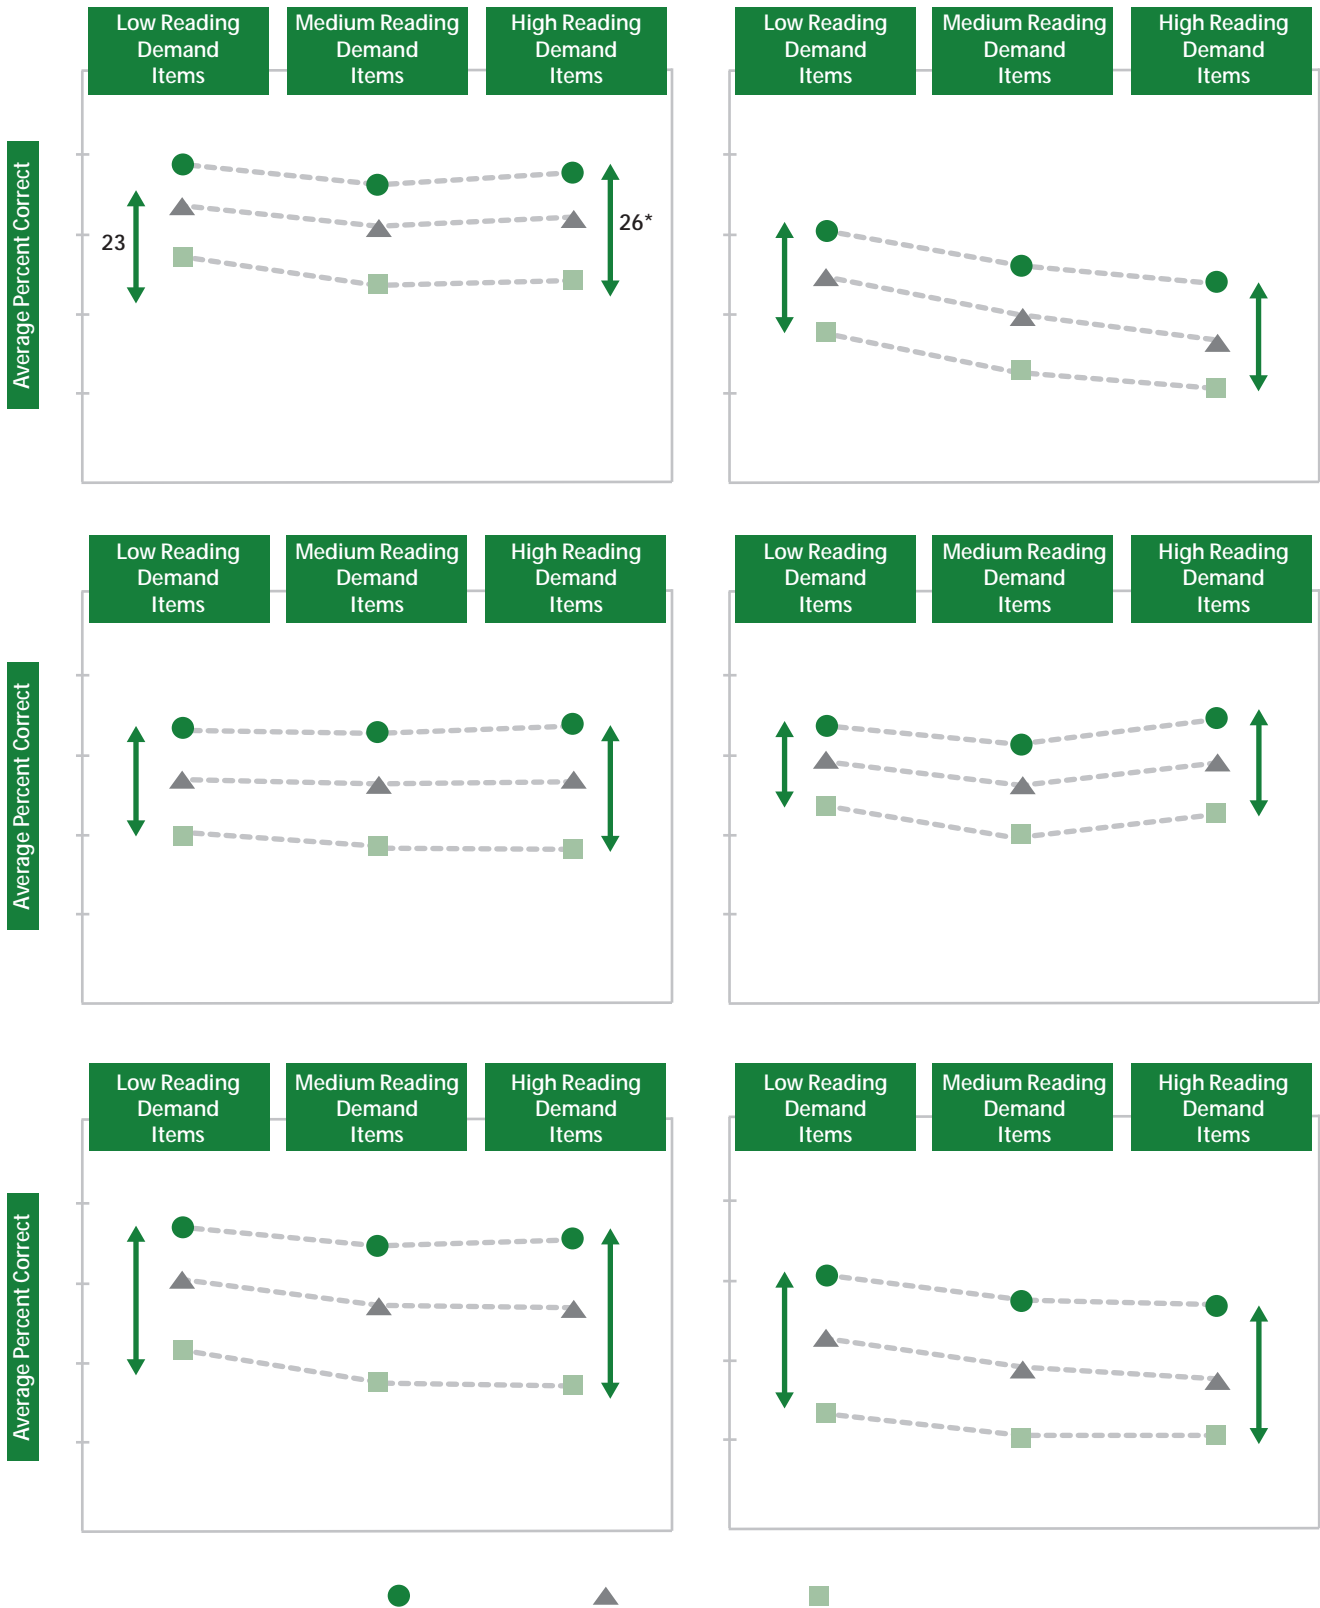 Low Reading
Demand
Items
Medium Reading
Demand
Items
High Reading
Demand
Items
Low Reading
Demand
Items
Medium Reading
Demand
Items
High Reading
Demand
Items
Average Percent Correct
23
26*
Low Reading
Demand
Items
Medium Reading
Demand
Items
High Reading
Demand
Items
Low Reading
Demand
Items
Medium Reading
Demand
Items
High Reading
Demand
Items
Average Percent Correct
Low Reading
Demand
Items
Medium Reading
Demand
Items
High Reading
Demand
Items
Low Reading
Demand
Items
Medium Reading
Demand
Items
High Reading
Demand
Items
Average Percent Correct